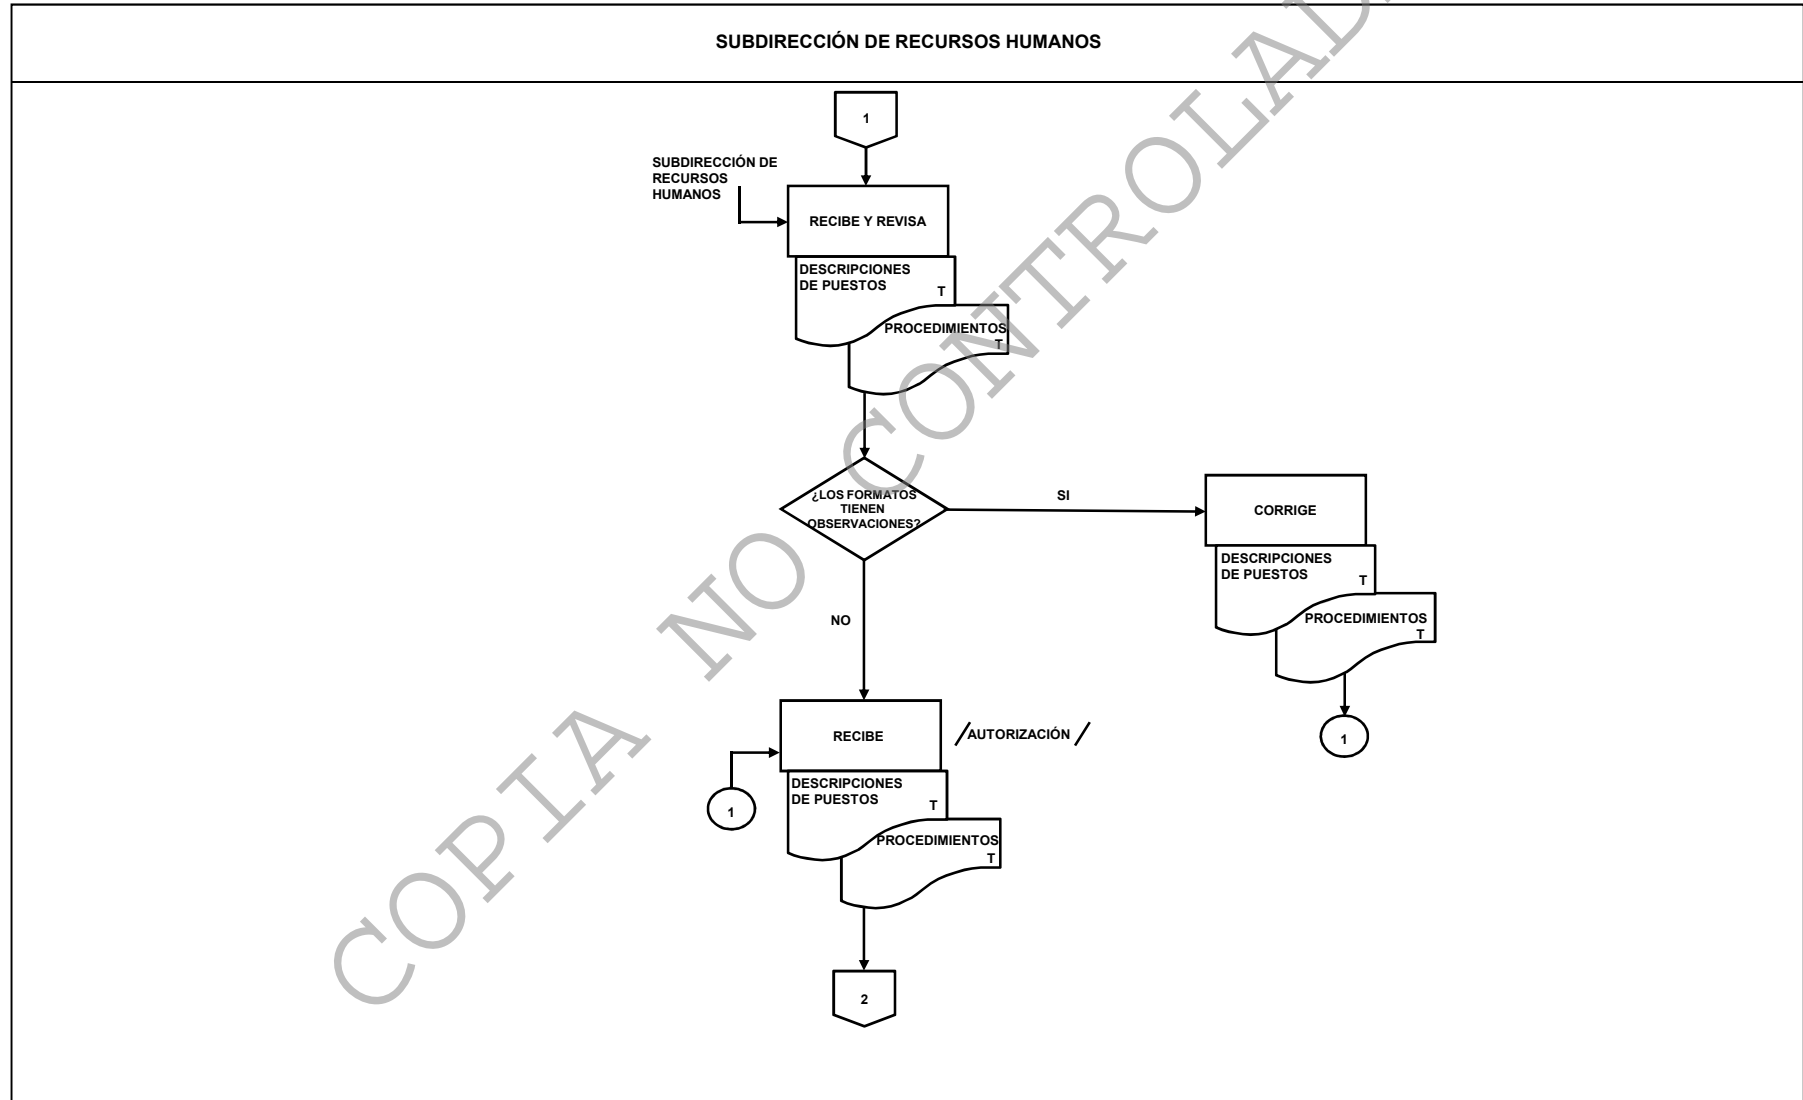 SUBDIRECCIÓN DE RECURSOS HUMANOS
1
SUBDIRECCIÓN DE
RECURSOS
HUMANOS
RECIBE Y REVISA
DESCRIPCIONES
DE PUESTOS
T
PROCEDIMIENTOS
T
¿LOS FORMATOS
TIENEN
OBSERVACIONES?
SI
CORRIGE
DESCRIPCIONES
DE PUESTOS
T
PROCEDIMIENTOS
T
1
NO
RECIBE
/AUTORIZACIÓN /
1
DESCRIPCIONES
DE PUESTOS
T
PROCEDIMIENTOS
T
2
COPIA NO CONTROLAD